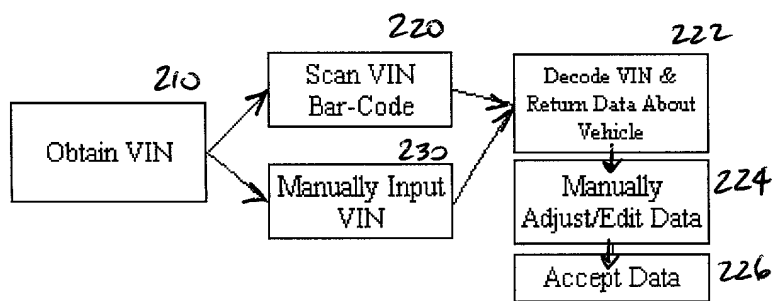 210
Obtain VIN
220
Scan VIN
Bar-Code
230
Manually Input
VIN
222
Decode VIN &
Return Data About
Vehicle
224
Manually
Adjust/Edit Data
226
Accept Data